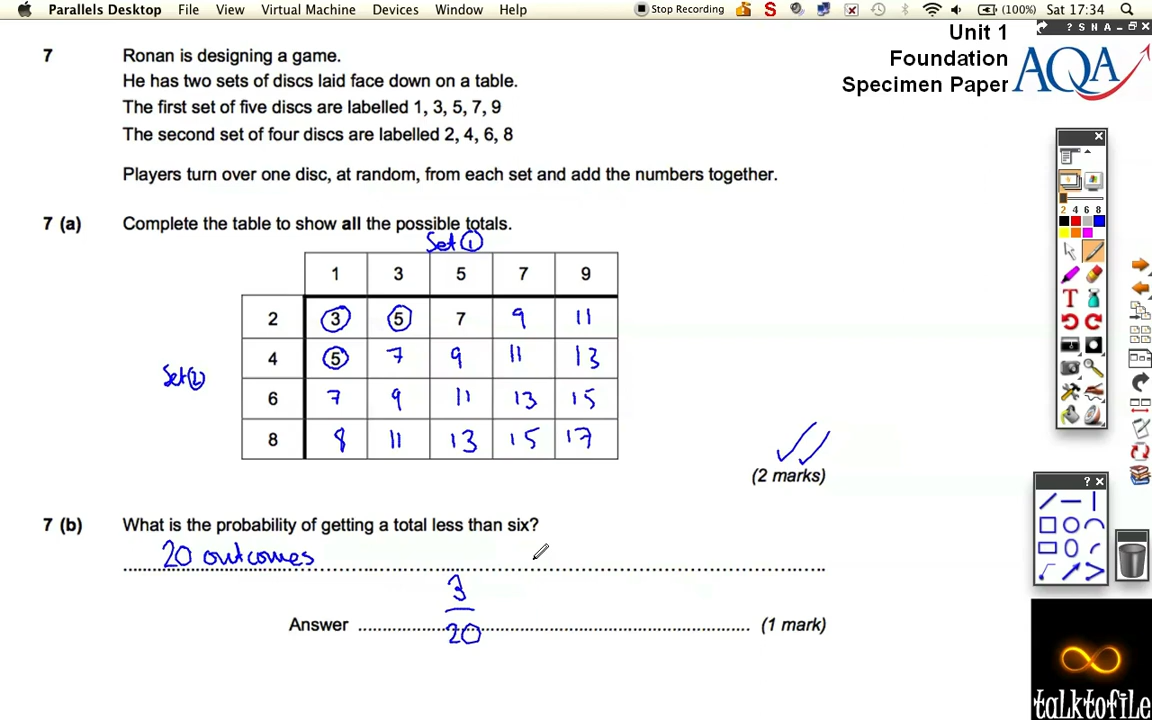 Parallels Desktop File View Virtual Machine Devices Window Help Stop Recording S (100%) Sat 17:34
? S N A
Unit 1
Foundation
Specimen Paper
AQA
7 Ronan is designing a game.
He has two sets of discs laid face down on a table.
The first set of five discs are labelled 1, 3, 5, 7, 9
The second set of four discs are labelled 2, 4, 6, 8
Players turn over one disc, at random, from each set and add the numbers together.
7 (a) Complete the table to show all the possible totals.
Set 1
1 3 5 7 9
2 3 5 7 9 11
4 5 7 9 11 13
Set 2
6 7 9 11 13 15
8 8 11 13 15 17
(2 marks)
7 (b) What is the probability of getting a total less than six?
20 outcomes
3
Answer 20 (1 mark)
2 4 6 8
T
?
talktofile